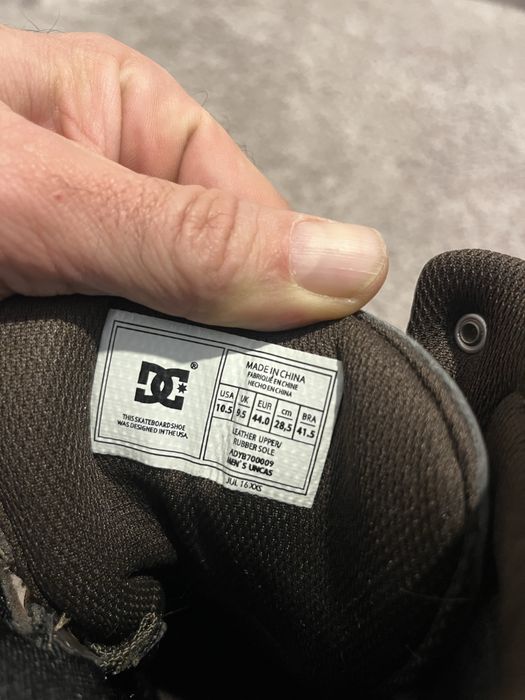 DC ®
THIS SKATEBOARD SHOE
WAS DESIGNED IN THE USA.
MADE IN CHINA
FABRIQUÉ EN CHINE
HECHO EN CHINA
USA UK EUR cm BRA
10.5 9.5 44.0 28,5 41.5
LEATHER UPPER/
RUBBER SOLE
ADYB700009
MEN'S UNCAS
JUL 16 XXS